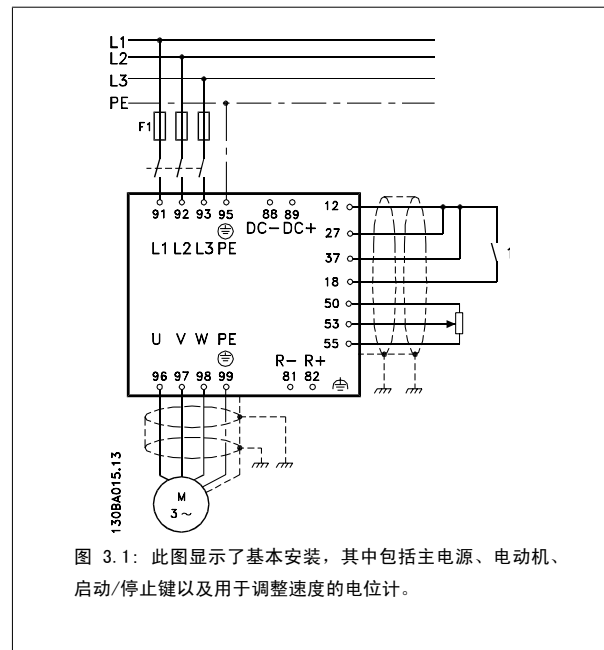 L1
L2
L3
PE
F1
91 92 93 95 88 89 12
DC- DC+
L1 L2 L3 PE
27
37
18
50
53
55
U V W PE
R- R+
96 97 98 99 81 82
M
3~
130BA015.13
图 3.1: 此图显示了基本安装，其中包括主电源、电动机、
启动/停止键以及用于调整速度的电位计。